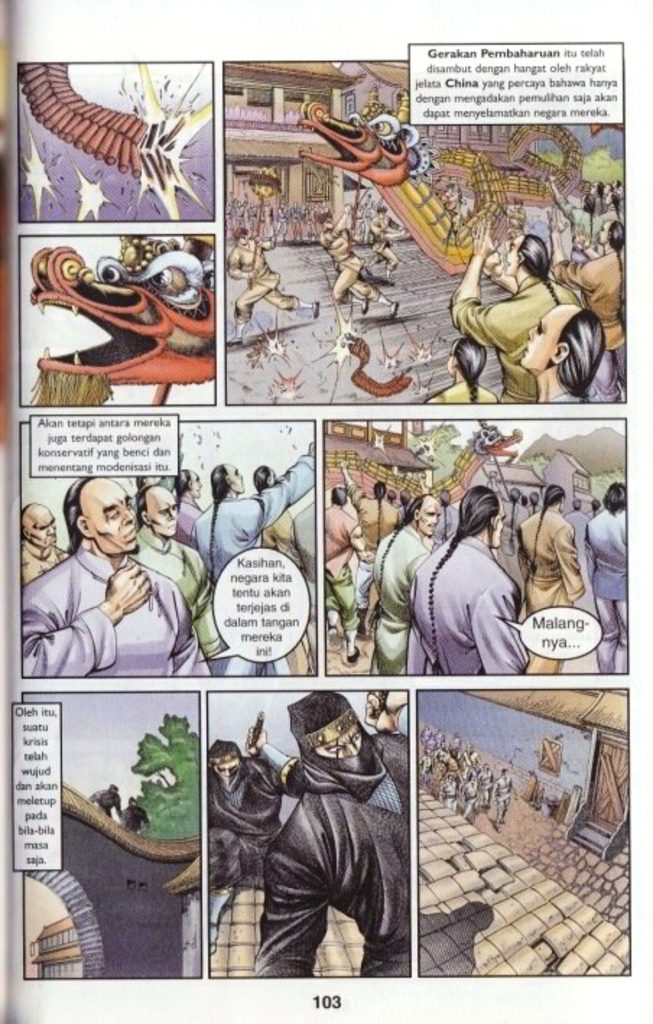 Gerakan Pembaharuan itu telah
disambut dengan hangat oleh rakyat
jelata China yang percaya bahawa hanya
dengan mengadakan pemulihan saja akan
dapat menyelamatkan negara mereka.
Akan tetapi antara mereka
juga terdapat golongan
konservatif yang benci dan
menentang modenisasi itu.
Kasihan,
negara kita
tentu akan
terjejas di
dalam tangan
mereka
ini!
Malang-
nya...
Oleh itu,
suatu
krisis
telah
wujud
dan akan
meletup
pada
bila-bila
masa
saja.
103